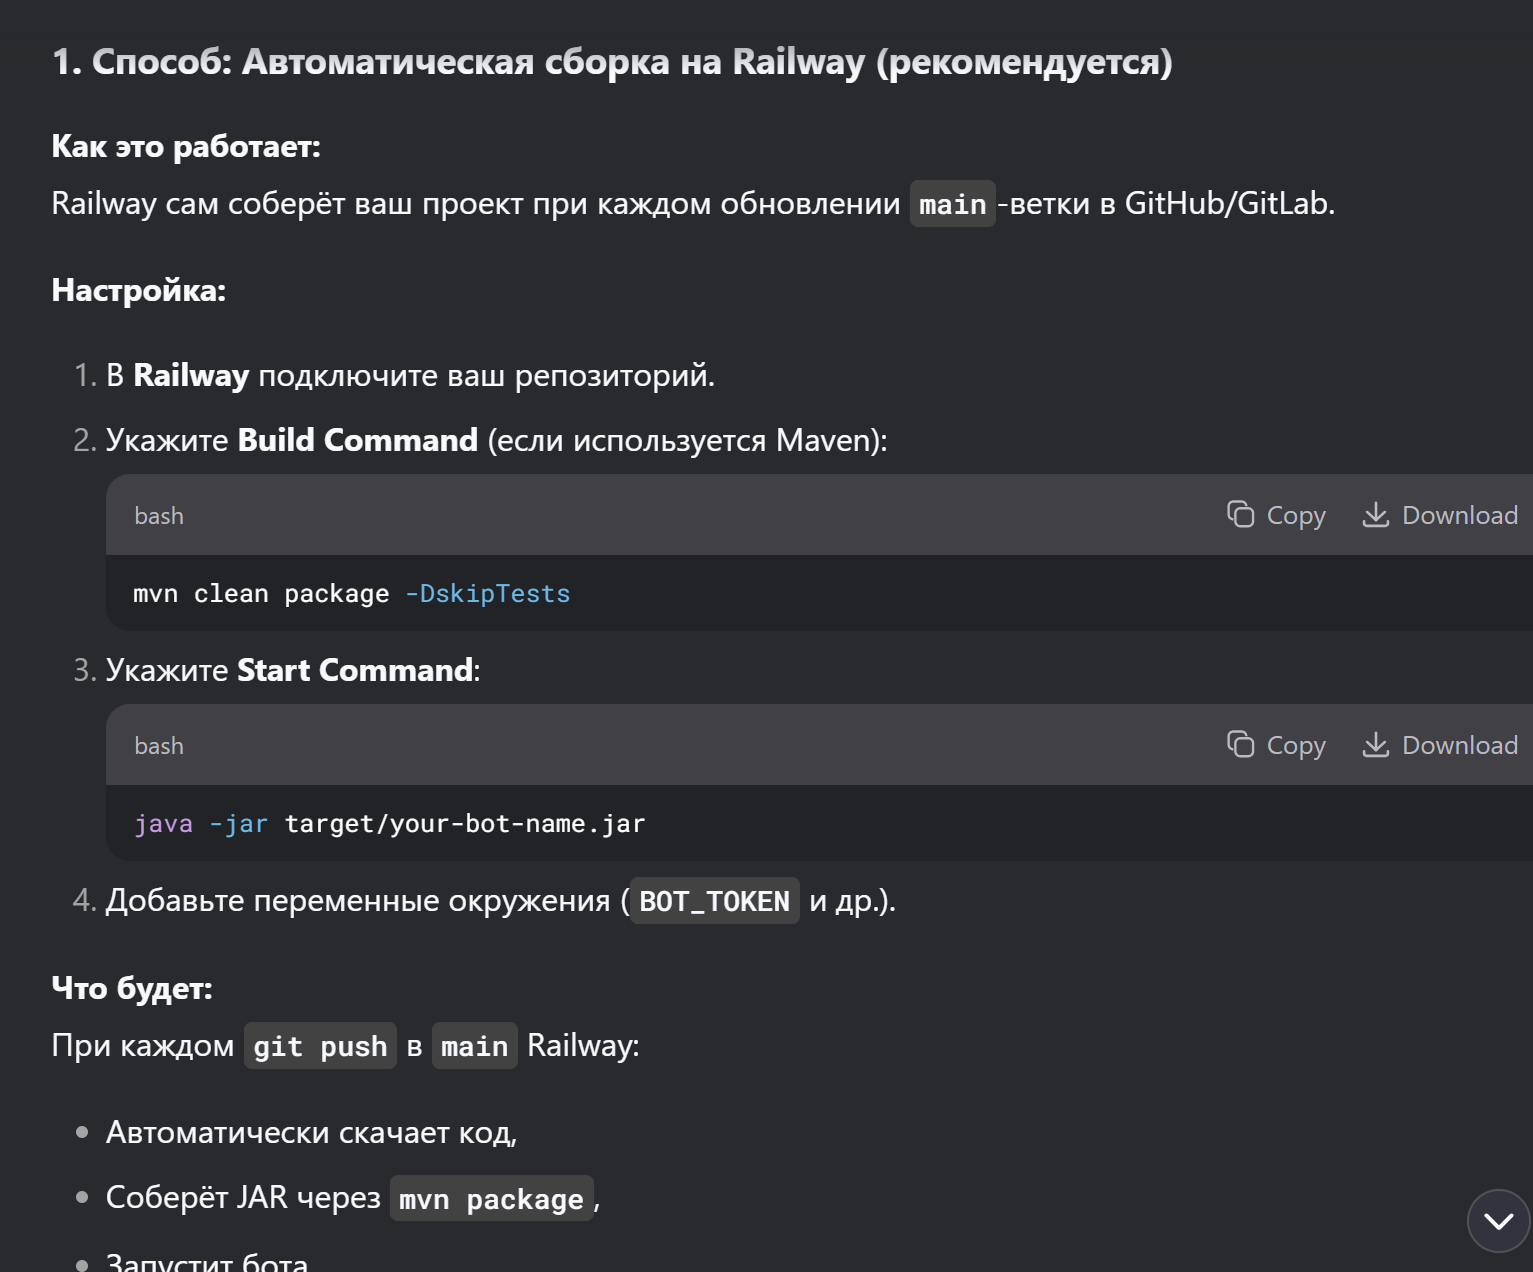 1. Способ: Автоматическая сборка на Railway (рекомендуется)
Как это работает:
Railway сам соберёт ваш проект при каждом обновлении main-ветки в GitHub/GitLab.
Настройка:
1. В Railway подключите ваш репозиторий.
2. Укажите Build Command (если используется Maven):
bash Copy Download
mvn clean package -DskipTests
3. Укажите Start Command:
bash Copy Download
java -jar target/your-bot-name.jar
4. Добавьте переменные окружения (BOT_TOKEN и др.).
Что будет:
При каждом git push в main Railway:
• Автоматически скачает код,
• Соберёт JAR через mvn package,
• Запустит бота